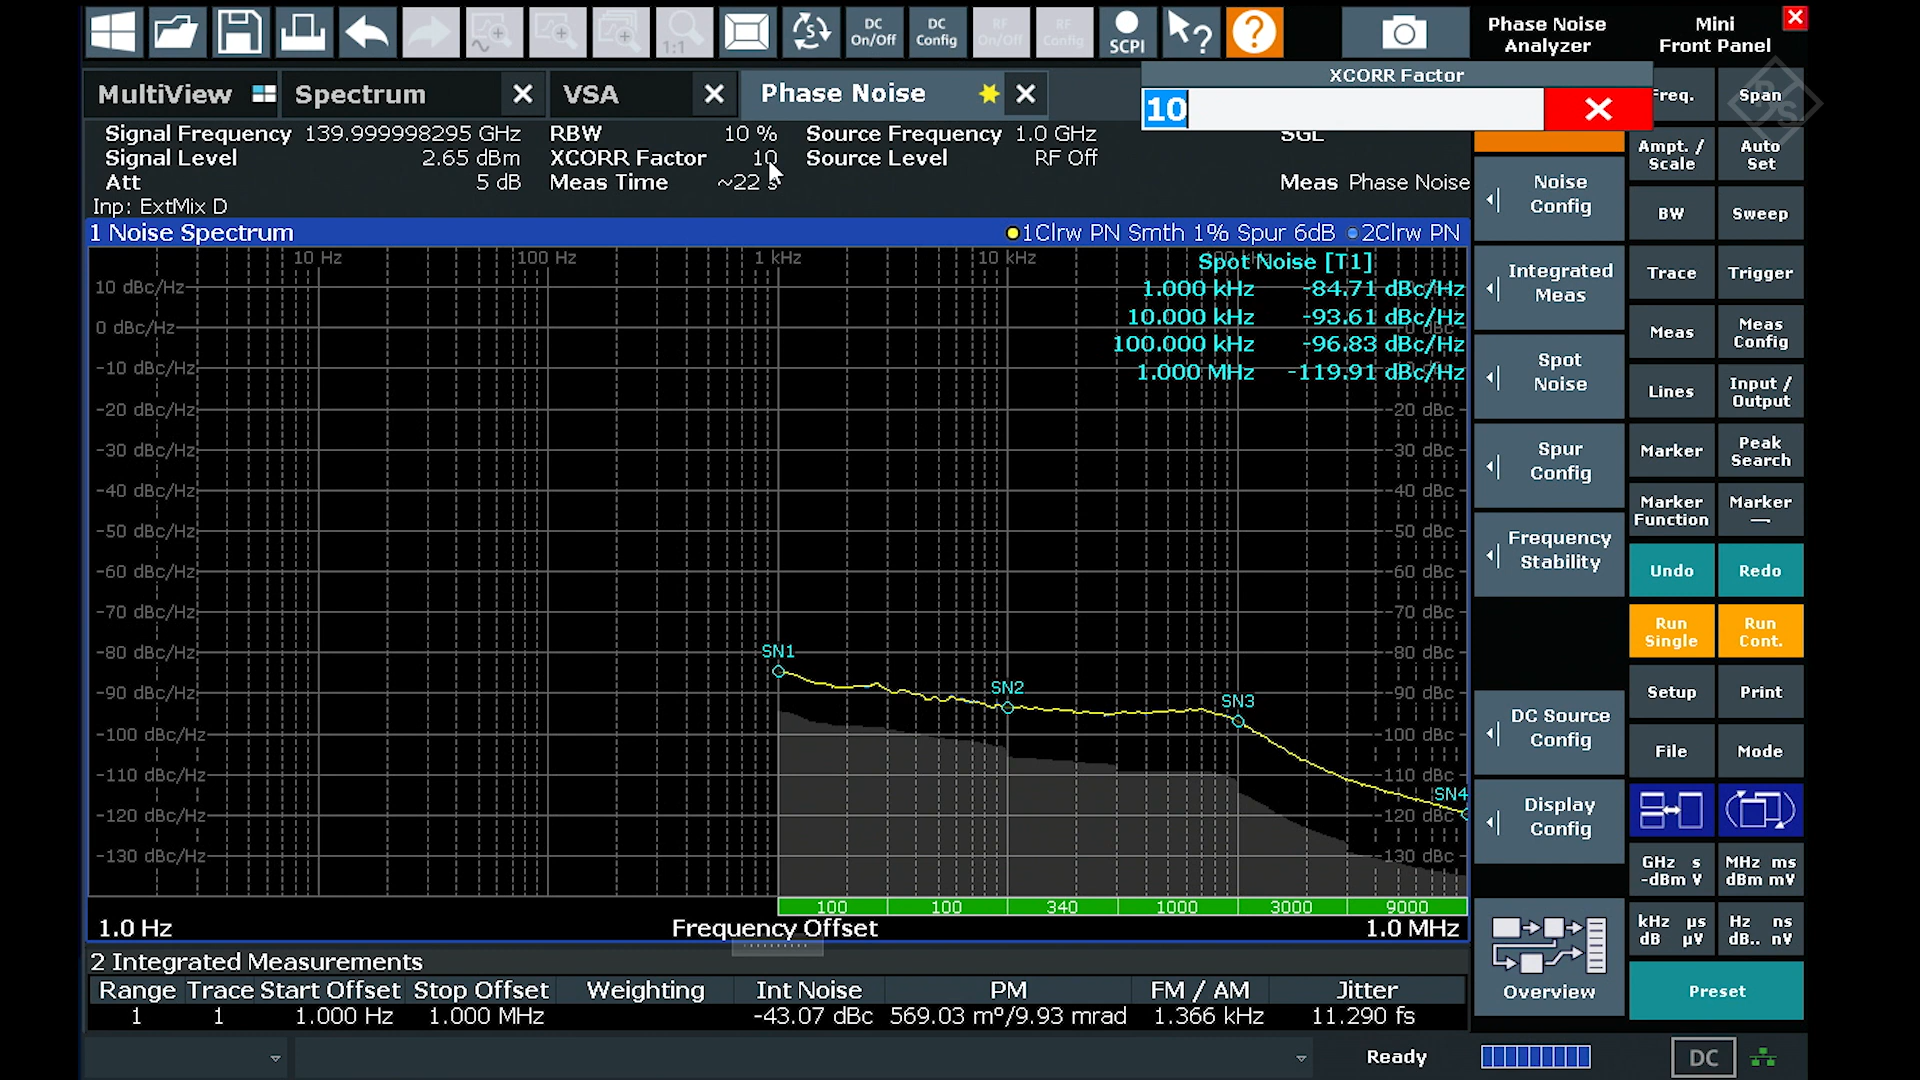 1:1
DC On/Off
DC Config
RF On/Off
RF Config
SCPI
Phase Noise Analyzer
Mini Front Panel
XCORR Factor
10
MultiView
Spectrum
VSA
Phase Noise
Signal Frequency 139.999998295 GHz RBW 10 % Source Frequency 1.0 GHz SGL
Signal Level 2.65 dBm XCORR Factor 10 Source Level RF Off
Att 5 dB Meas Time ~22 s Meas Phase Noise
Inp: ExtMix D
1 Noise Spectrum 1Clrw PN Smth 1% Spur 6dB 2Clrw PN
10 Hz 100 Hz 1 kHz 10 kHz
Spot Noise [T1]
1.000 kHz -84.71 dBc/Hz
10.000 kHz -93.61 dBc/Hz
100.000 kHz -96.83 dBc/Hz
1.000 MHz -119.91 dBc/Hz
10 dBc/Hz
0 dBc/Hz
-10 dBc/Hz
-20 dBc/Hz -20 dBc
-30 dBc/Hz -30 dBc
-40 dBc/Hz -40 dBc
-50 dBc/Hz -50 dBc
-60 dBc/Hz -60 dBc
-70 dBc/Hz -70 dBc
-80 dBc/Hz -80 dBc
-90 dBc/Hz -90 dBc
-100 dBc/Hz -100 dBc
-110 dBc/Hz -110 dBc
-120 dBc/Hz -120 dBc
-130 dBc/Hz -130 dBc
SN1
SN2
SN3
SN4
100 100 340 1000 3000 9000
1.0 Hz Frequency Offset 1.0 MHz
2 Integrated Measurements
Range Trace Start Offset Stop Offset Weighting Int Noise PM FM / AM Jitter
1 1 1.000 Hz 1.000 MHz -43.07 dBc 569.03 m°/9.93 mrad 1.366 kHz 11.290 fs
Ready
DC
Noise Config
Integrated Meas
Spot Noise
Spur Config
Frequency Stability
DC Source Config
Display Config
Overview
Freq. Span
Ampt. / Scale Auto Set
BW Sweep
Trace Trigger
Meas Meas Config
Lines Input / Output
Marker Peak Search
Marker Function Marker →
Undo Redo
Run Single Run Cont.
Setup Print
File Mode
GHz s -dBm V MHz ms dBm mV
kHz µs dB µV Hz ns dB.. nV
Preset